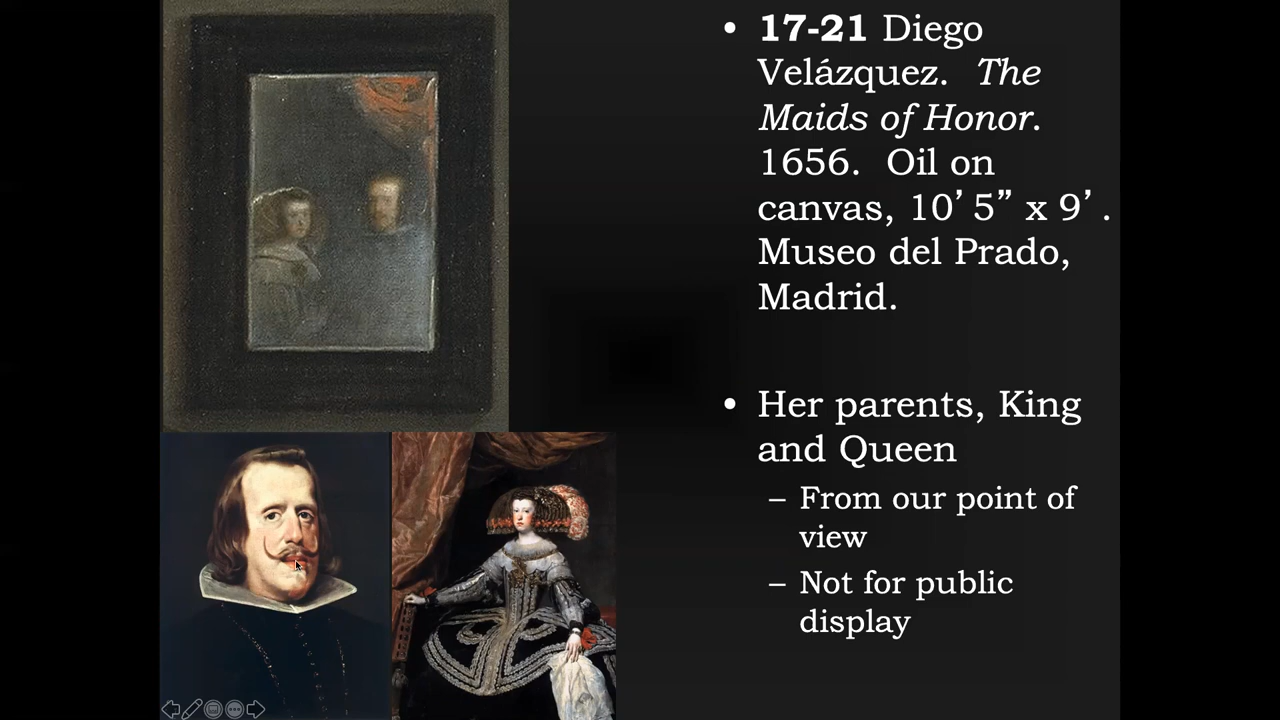 • 17-21 Diego
Velázquez. The
Maids of Honor.
1656. Oil on
canvas, 10’ 5” x 9’ .
Museo del Prado,
Madrid.
• Her parents, King
and Queen
– From our point of
view
– Not for public
display